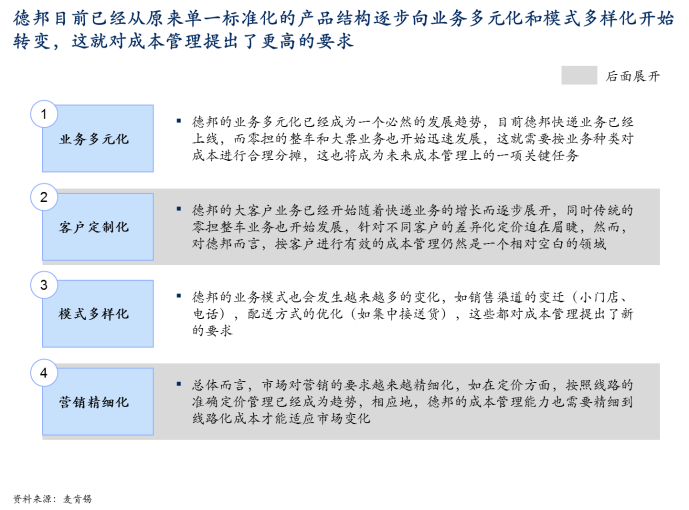 德邦目前已经从原来单一标准化的产品结构逐步向业务多元化和模式多样化开始
转变，这就对成本管理提出了更高的要求
后面展开
1
业务多元化
▪ 德邦的业务多元化已经成为一个必然的发展趋势，目前德邦快递业务已经
上线，而零担的整车和大票业务也开始迅速发展，这就需要按业务种类对
成本进行合理分摊，这也将成为未来成本管理上的一项关键任务
2
客户定制化
▪ 德邦的大客户业务已经开始随着快递业务的增长而逐步展开，同时传统的
零担整车业务也开始发展，针对不同客户的差异化定价迫在眉睫，然而，
对德邦而言，按客户进行有效的成本管理仍然是一个相对空白的领域
3
模式多样化
▪ 德邦的业务模式也会发生越来越多的变化，如销售渠道的变迁（小门店、
电话），配送方式的优化（如集中接送货），这些都对成本管理提出了新
的要求
4
营销精细化
▪ 总体而言，市场对营销的要求越来越精细化，如在定价方面，按照线路的
准确定价管理已经成为趋势，相应地，德邦的成本管理能力也需要精细到
线路化成本才能适应市场变化
资料来源：麦肯锡